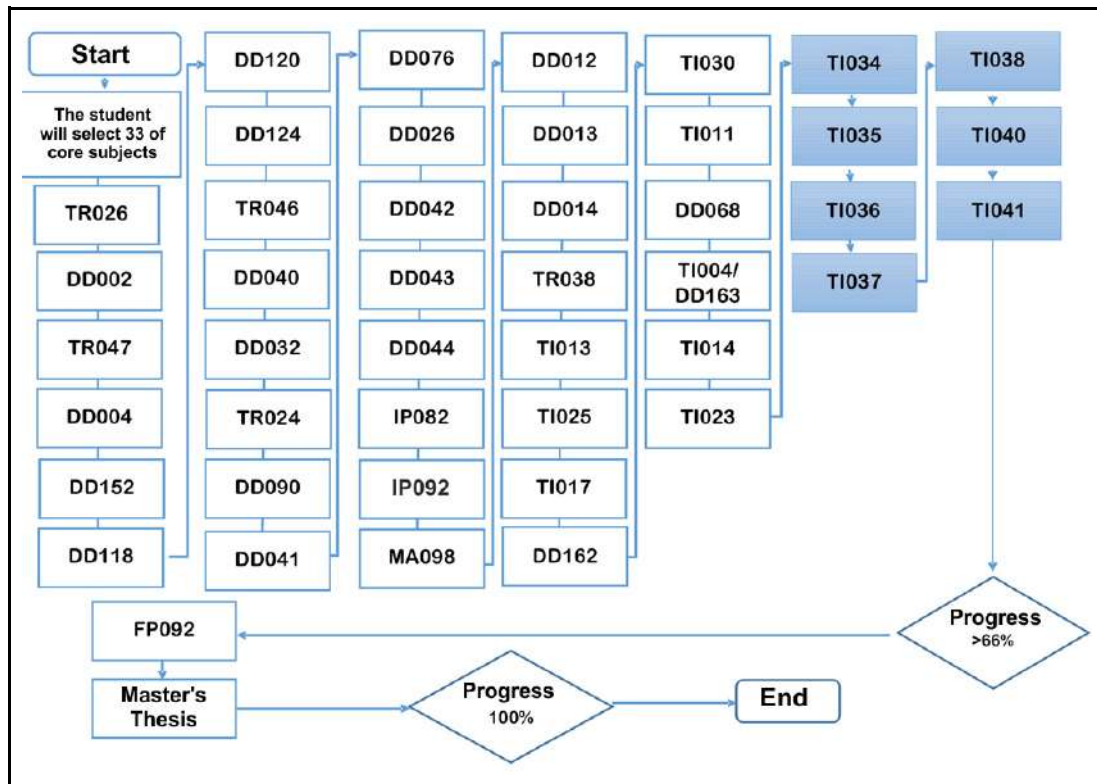 Start
The student
will select 33 of
core subjects
TR026
DD002
TR047
DD004
DD152
DD118
DD120
DD124
TR046
DD040
DD032
TR024
DD090
DD041
DD076
DD026
DD042
DD043
DD044
IP082
IP092
MA098
DD012
DD013
DD014
TR038
TI013
TI025
TI017
DD162
TI030
TI011
DD068
TI004/
DD163
TI014
TI023
TI034
TI035
TI036
TI037
TI038
TI040
TI041
Progress
>66%
FP092
Master's
Thesis
Progress
100%
End